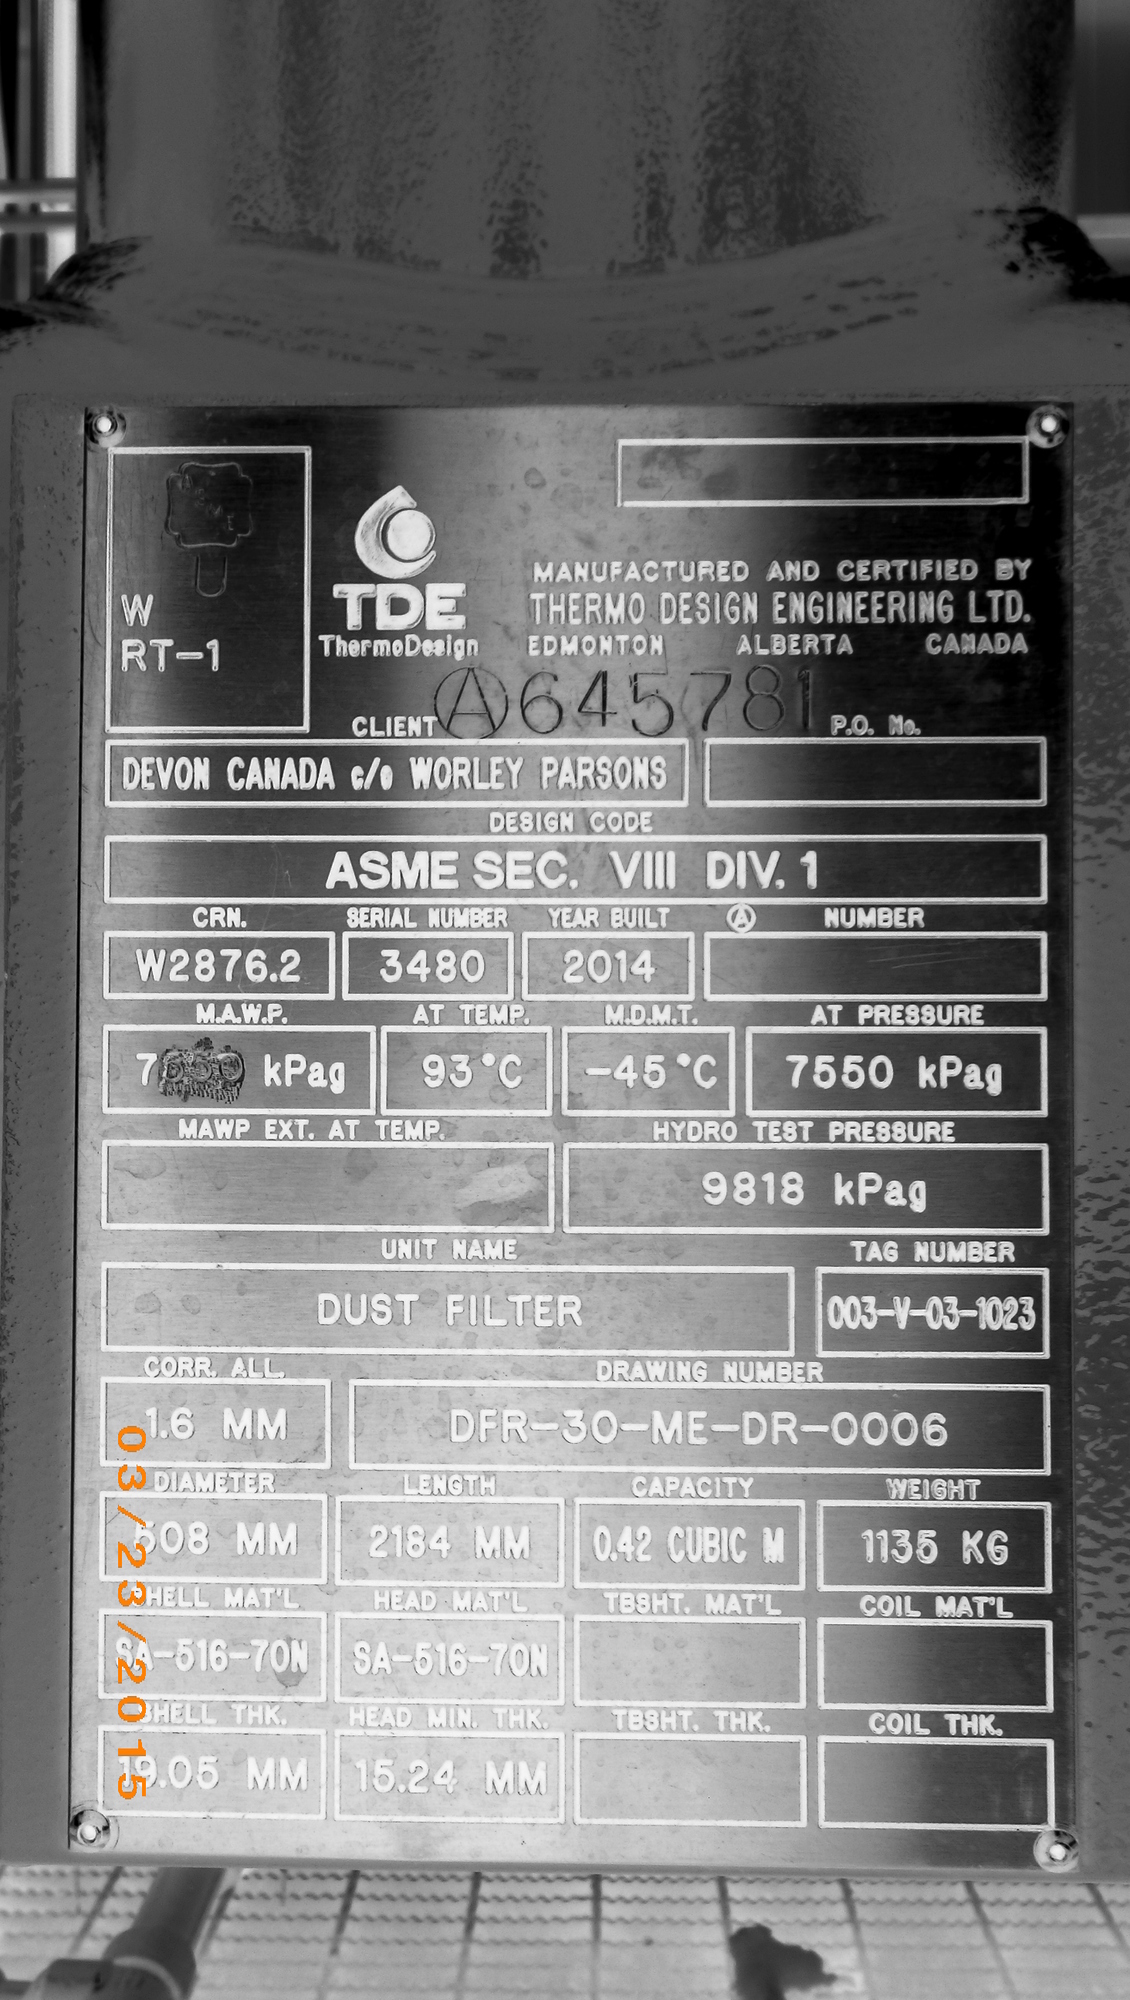 W
RT-1
TDE
ThermoDesign
MANUFACTURED AND CERTIFIED BY
THERMO DESIGN ENGINEERING LTD.
EDMONTON ALBERTA CANADA
A645781
CLIENT P.O. No.
DEVON CANADA c/o WORLEY PARSONS
DESIGN CODE
ASME SEC. VIII DIV. 1
CRN. SERIAL NUMBER YEAR BUILT A NUMBER
W2876.2 3480 2014
M.A.W.P. AT TEMP. M.D.M.T. AT PRESSURE
kPag 93°C -45°C 7550 kPag
MAWP EXT. AT TEMP. HYDRO TEST PRESSURE
9818 kPag
UNIT NAME TAG NUMBER
DUST FILTER 003-V-03-1023
CORR. ALL. DRAWING NUMBER
1.6 MM DFR-30-ME-DR-0006
DIAMETER LENGTH CAPACITY WEIGHT
508 MM 2184 MM 0.42 CUBIC M 1135 KG
SHELL MAT'L HEAD MAT'L TBSHT. MAT'L COIL MAT'L
SA-516-70N SA-516-70N
SHELL THK. HEAD MIN. THK. TBSHT. THK. COIL THK.
19.05 MM 15.24 MM
03/23/2015